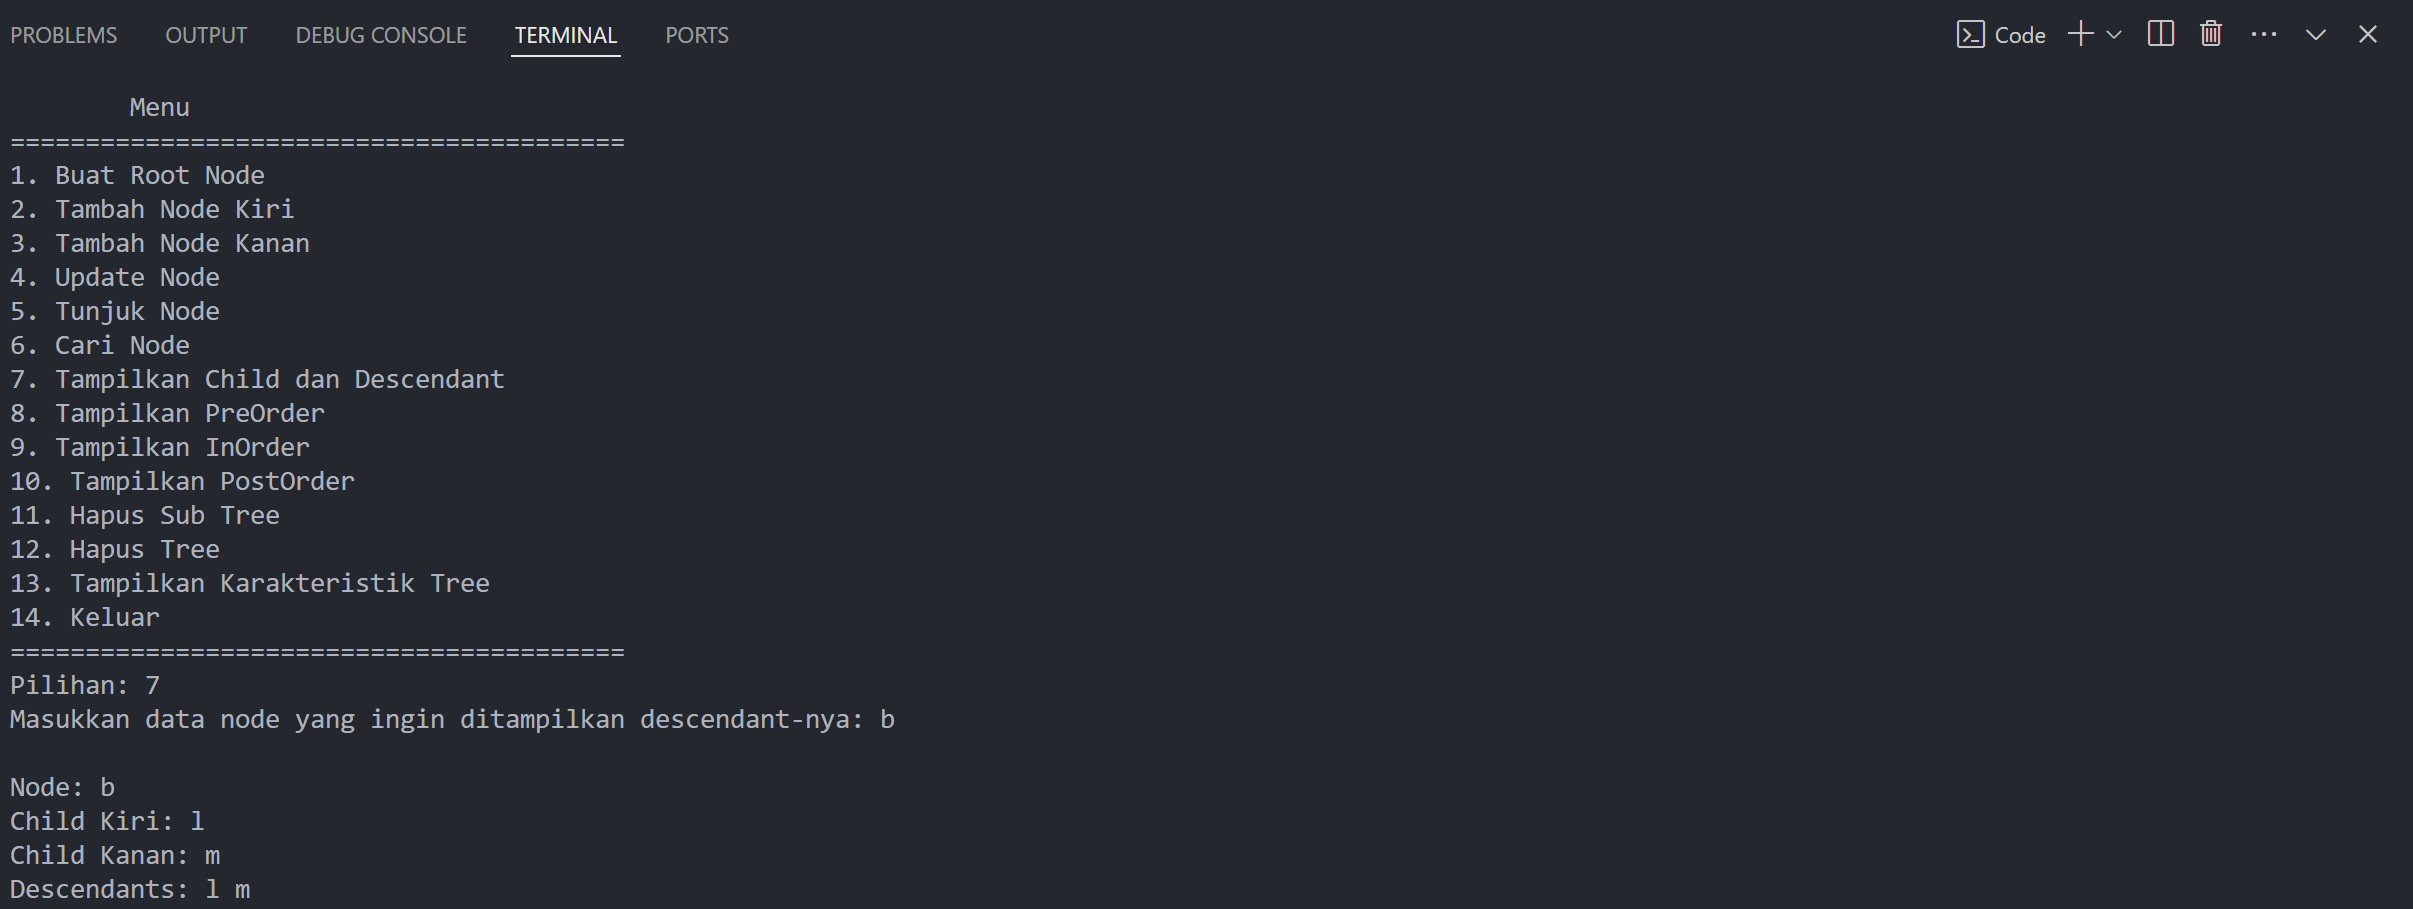 PROBLEMS OUTPUT DEBUG CONSOLE TERMINAL PORTS Code
Menu
=========================================
1. Buat Root Node
2. Tambah Node Kiri
3. Tambah Node Kanan
4. Update Node
5. Tunjuk Node
6. Cari Node
7. Tampilkan Child dan Descendant
8. Tampilkan PreOrder
9. Tampilkan InOrder
10. Tampilkan PostOrder
11. Hapus Sub Tree
12. Hapus Tree
13. Tampilkan Karakteristik Tree
14. Keluar
=========================================
Pilihan: 7
Masukkan data node yang ingin ditampilkan descendant-nya: b
Node: b
Child Kiri: l
Child Kanan: m
Descendants: l m